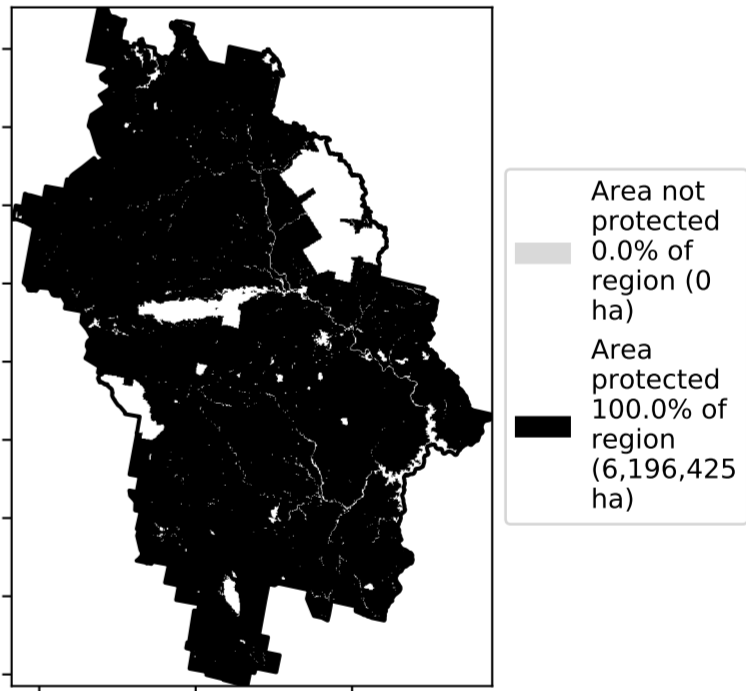 Area not
protected
0.0% of
region (0
ha)
Area
protected
100.0% of
region
(6,196,425
ha)